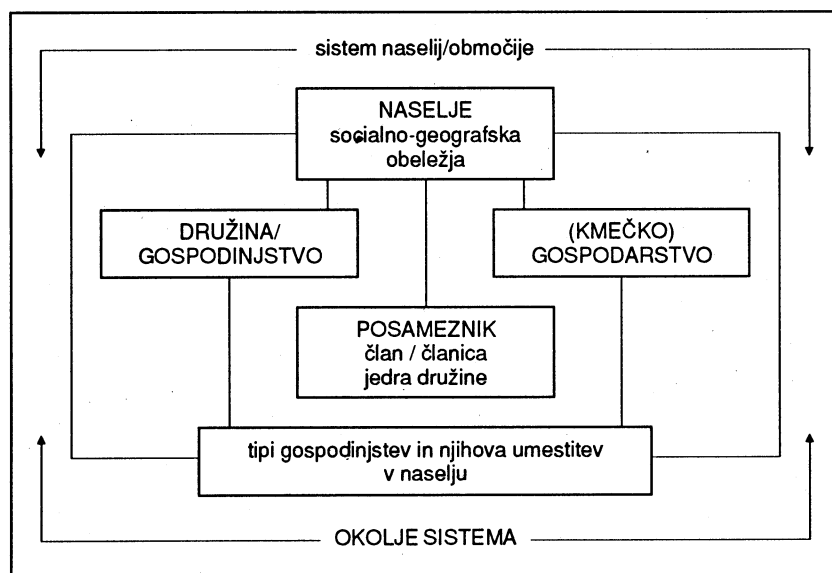 sistem naselij/območije
NASELJE
socialno-geografska
obeležja
DRUŽINA/
GOSPODINJSTVO
(KMEČKO)
GOSPODARSTVO
POSAMEZNIK
član / članica
jedra družine
tipi gospodinjstev in njihova umestitev
v naselju
OKOLJE SISTEMA